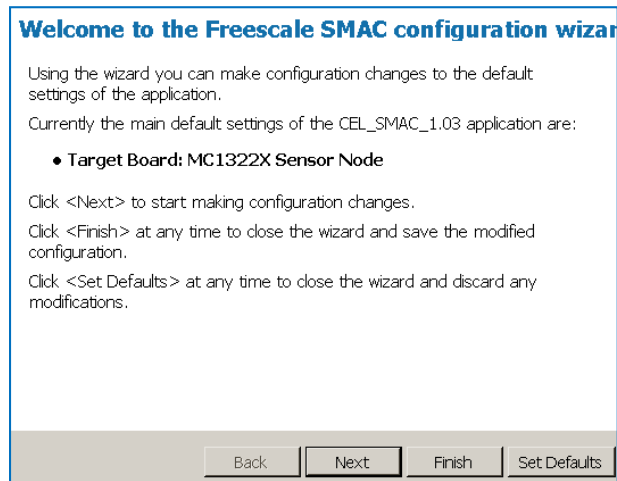 Welcome to the Freescale SMAC configuration wizar
Using the wizard you can make configuration changes to the default
settings of the application.
Currently the main default settings of the CEL_SMAC_1.03 application are:
• Target Board: MC1322X Sensor Node
Click <Next> to start making configuration changes.
Click <Finish> at any time to close the wizard and save the modified
configuration.
Click <Set Defaults> at any time to close the wizard and discard any
modifications.
Back Next Finish Set Defaults